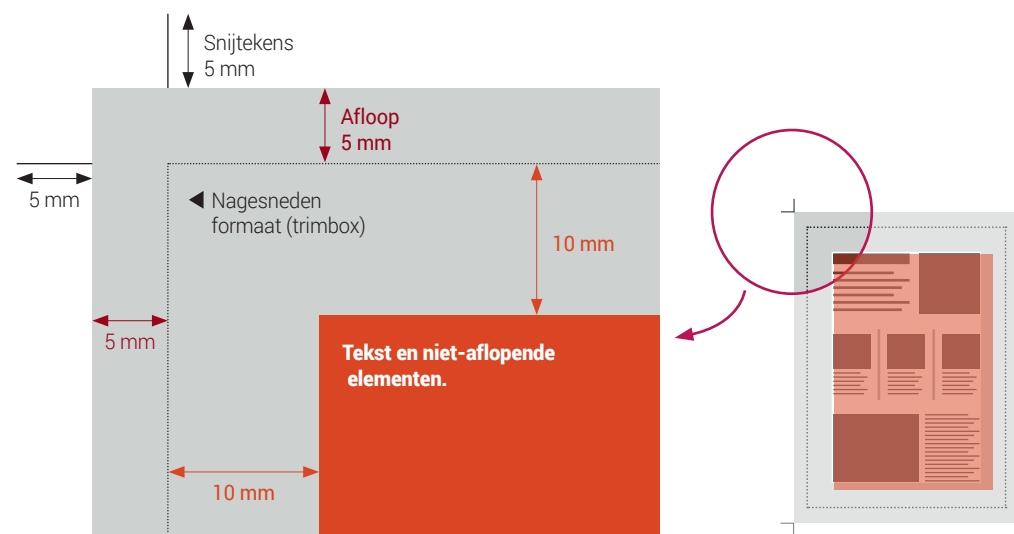 Snijtekens
5 mm
Afloop
5 mm
5 mm
Nagesneden
formaat (trimbox)
10 mm
5 mm
Tekst en niet-aflopende
elementen.
10 mm